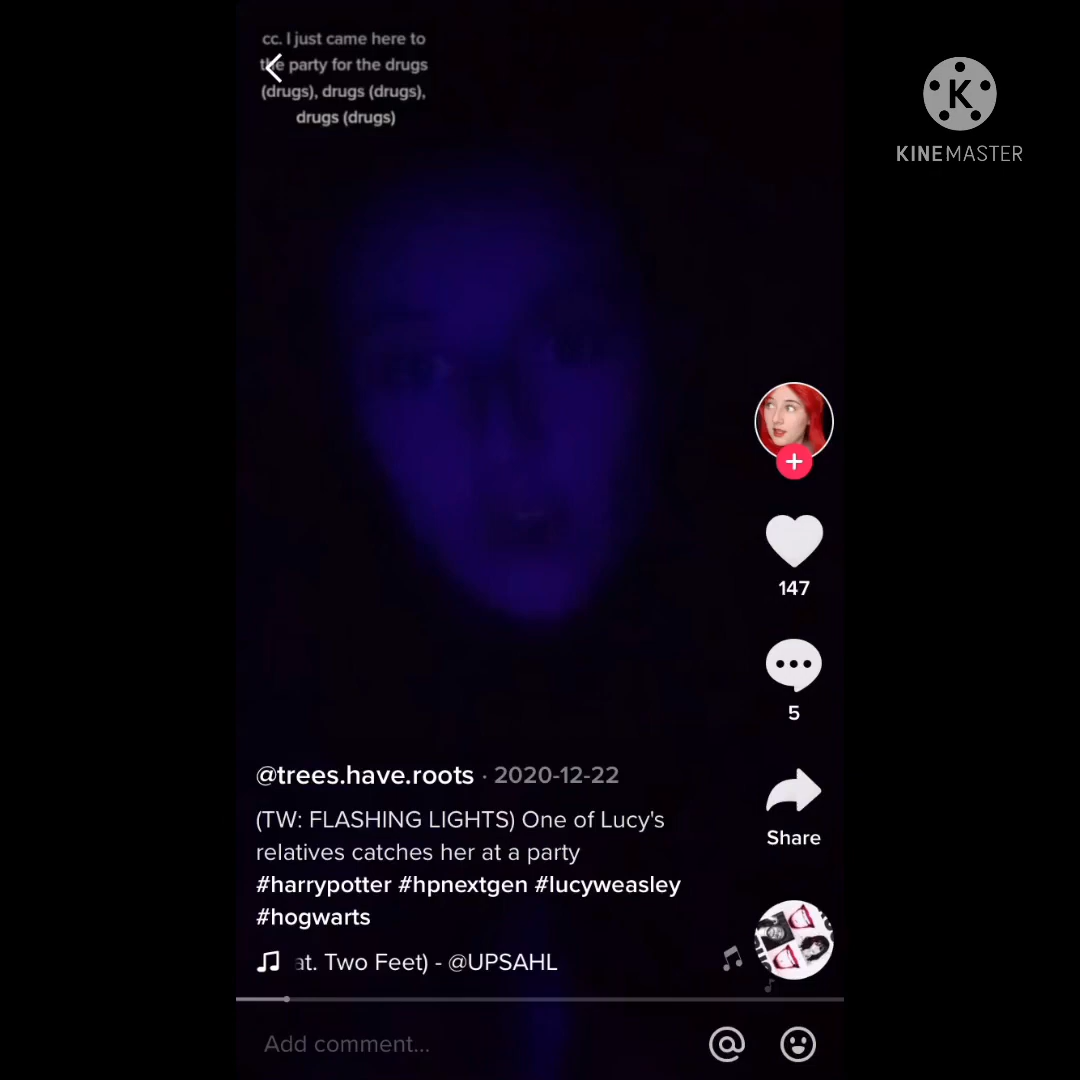 cc. I just came here to
the party for the drugs
(drugs), drugs (drugs),
drugs (drugs)
K
KINEMASTER
147
5
@trees.have.roots · 2020-12-22
(TW: FLASHING LIGHTS) One of Lucy's
relatives catches her at a party
#harrypotter #hpnextgen #lucyweasley
#hogwarts
Share
at. Two Feet) - @UPSAHL
Add comment...